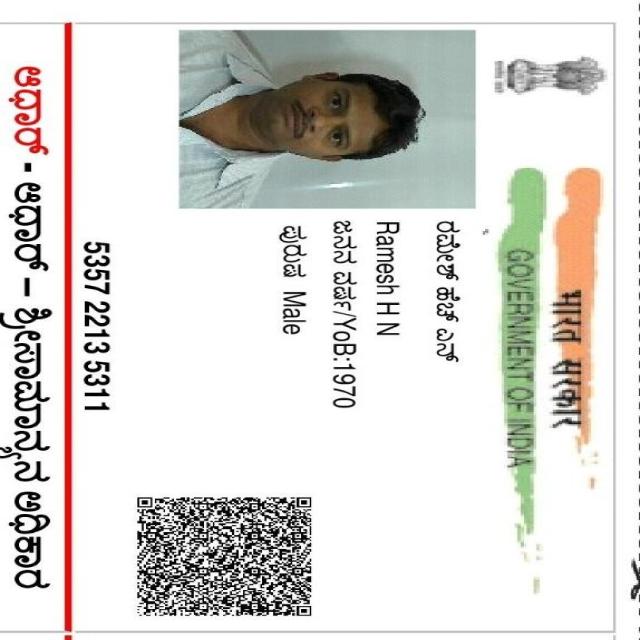 भारत सरकार
GOVERNMENT OF INDIA
ರಮೇಶ್ ಹೆಚ್ ಎನ್
Ramesh H N
ಜನನ ವರ್ಷ/YoB:1970
ಪುರುಷ Male
5357 2213 5311
ಆಧಾರ್ - ಆಧಾರ್ – ಶ್ರೀಸಾಮಾನ್ಯನ ಅಧಿಕಾರ